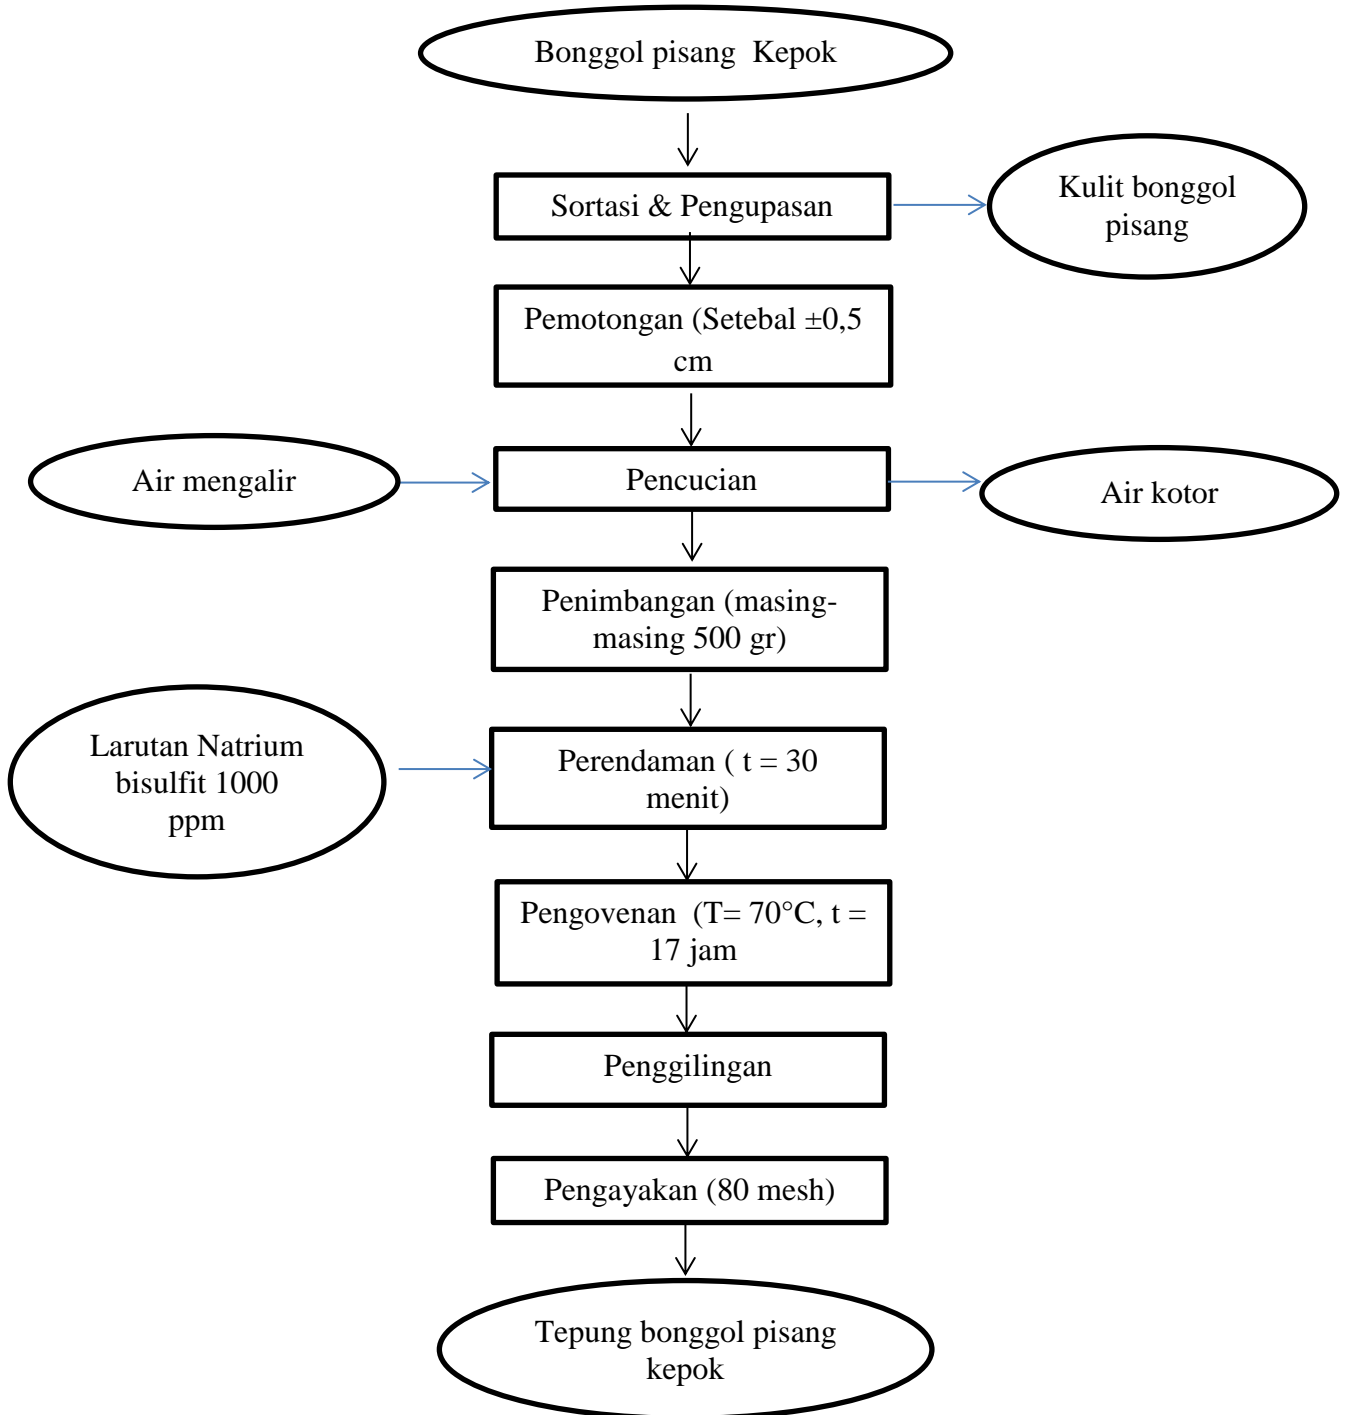 Bonggol pisang  Kepok
Sortasi & Pengupasan
Kulit bonggol
pisang
Pemotongan (Setebal ±0,5
cm
Air mengalir
Pencucian
Air kotor
Penimbangan (masing-
masing 500 gr)
Larutan Natrium
bisulfit 1000
ppm
Perendaman ( t = 30
menit)
Pengovenan  (T= 70°C, t =
17 jam
Penggilingan
Pengayakan (80 mesh)
Tepung bonggol pisang
kepok